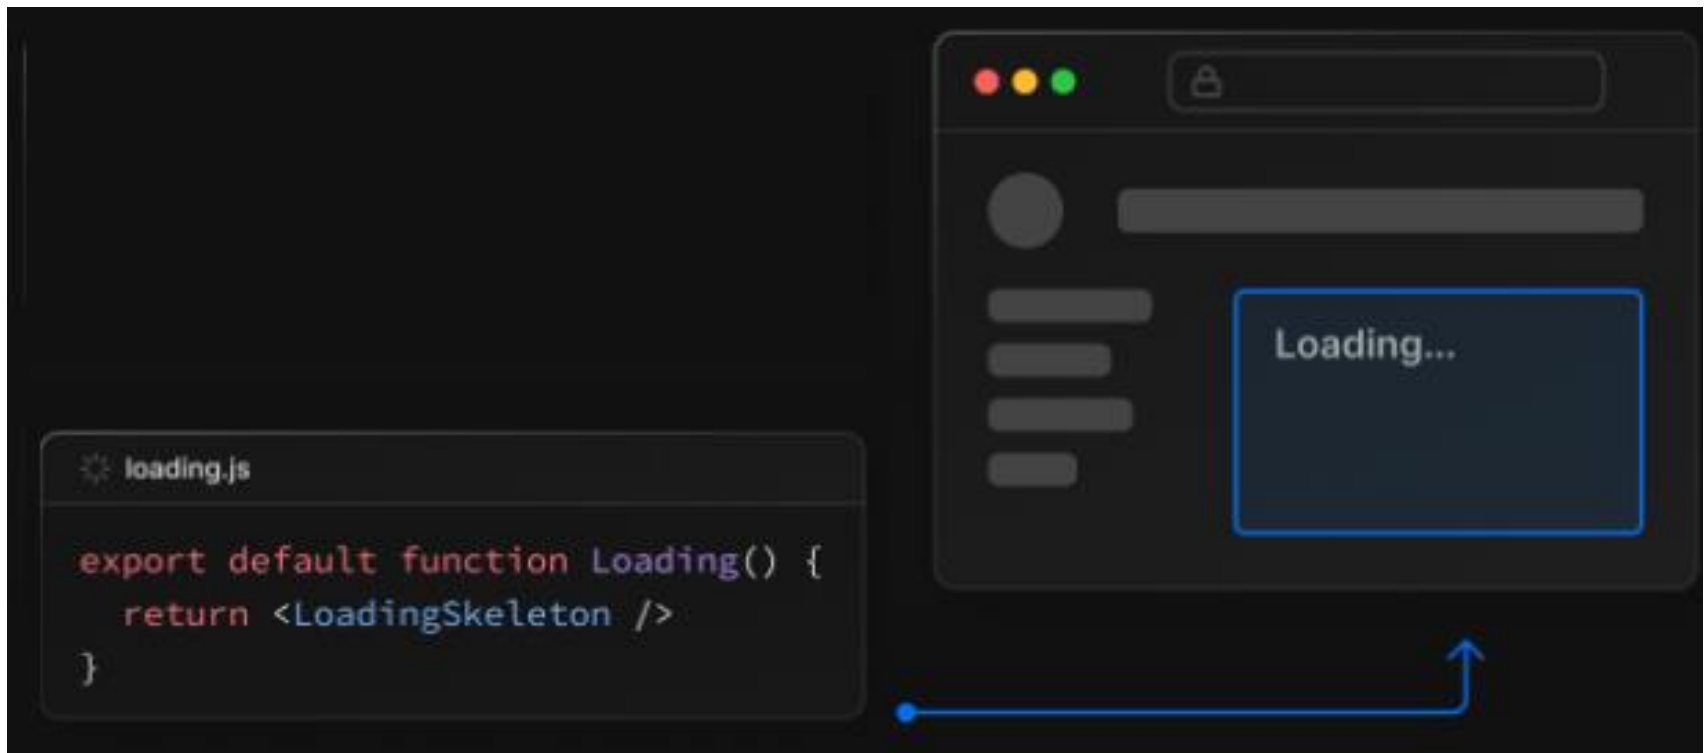 loading.js
export default function Loading() {
return <LoadingSkeleton />
}
Loading...